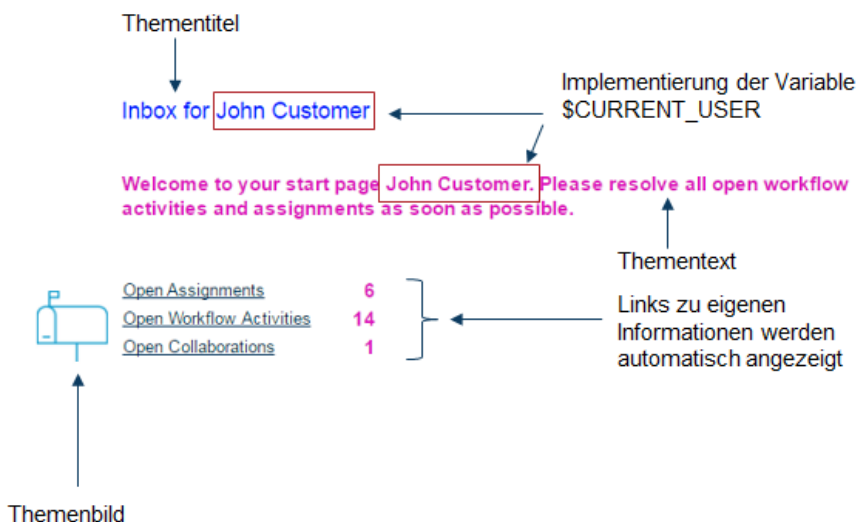 Thementitel
Implementierung der Variable
$CURRENT_USER
Inbox for John Customer
Welcome to your start page John Customer. Please resolve all open workflow
activities and assignments as soon as possible.
Thementext
Open Assignments 6
Open Workflow Activities 14
Open Collaborations 1
Links zu eigenen
Informationen werden
automatisch angezeigt
Themenbild